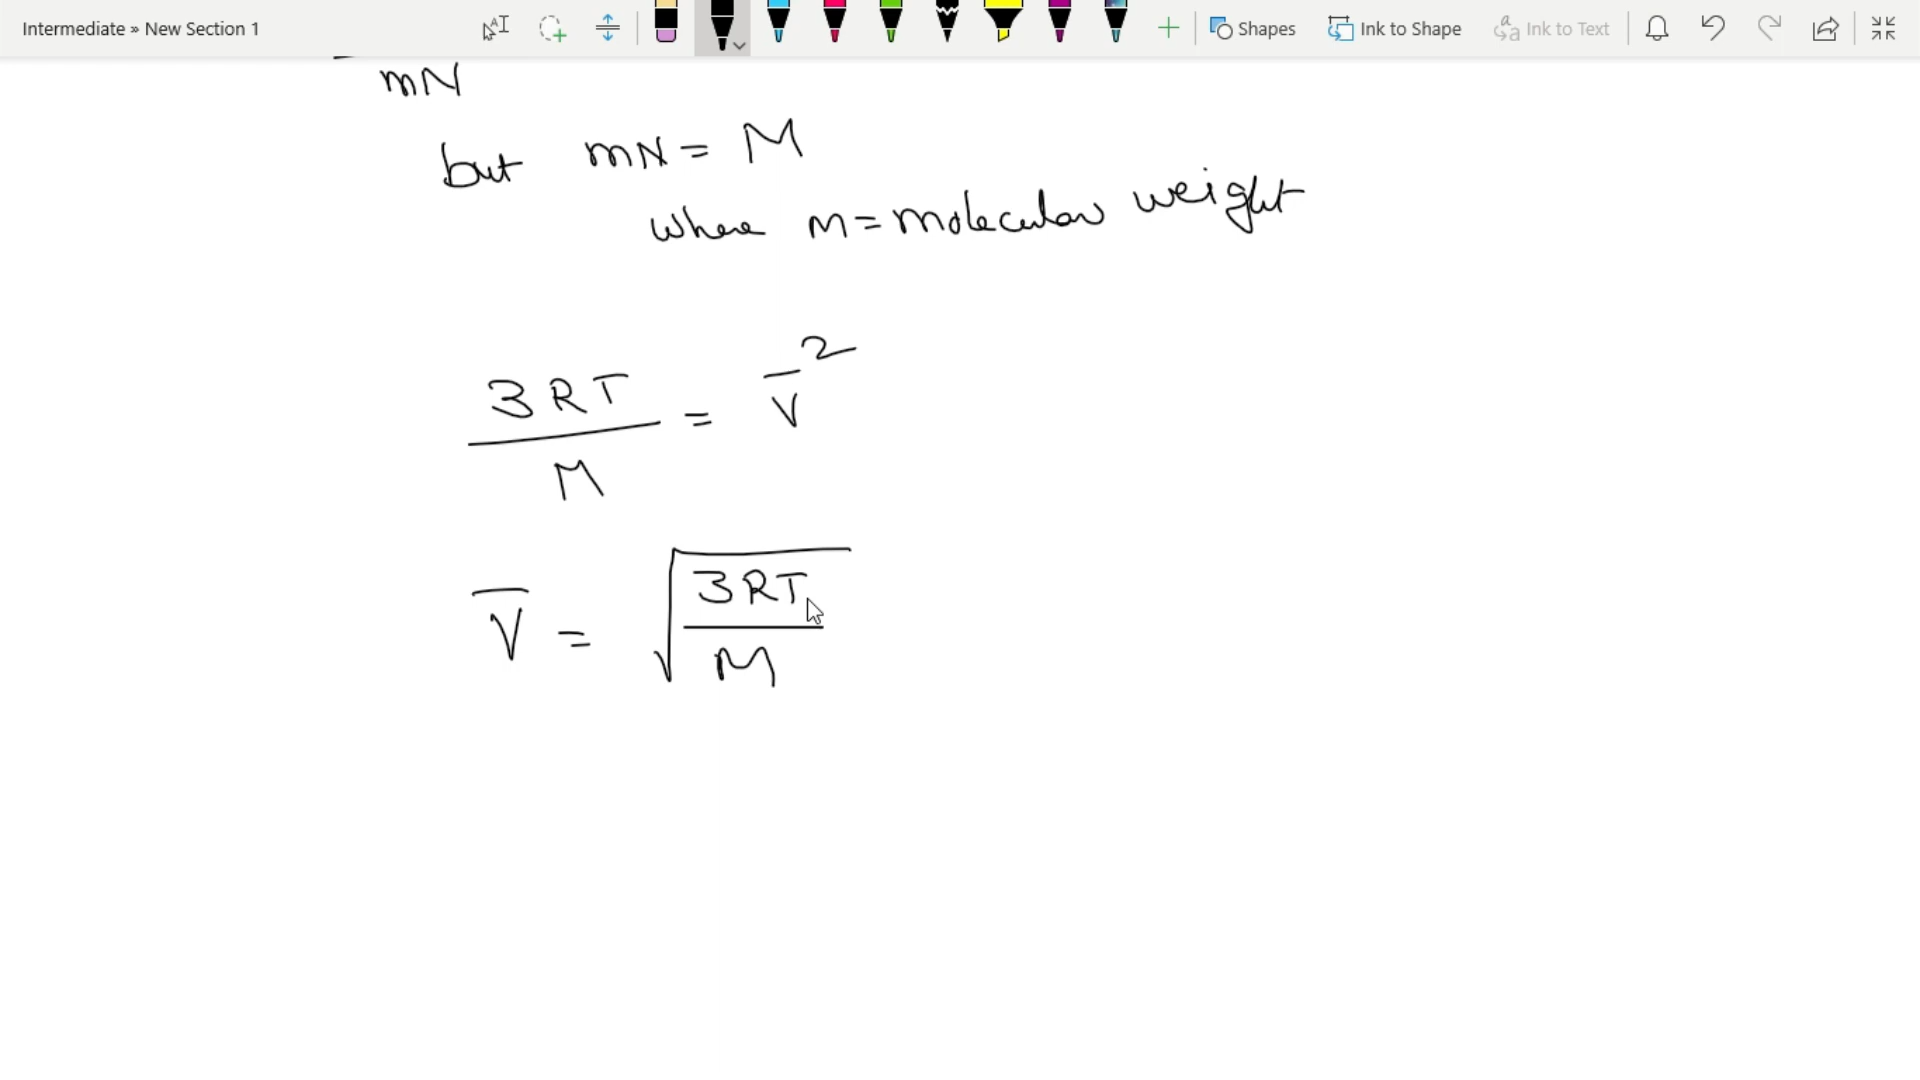 Intermediate » New Section 1 Shapes Ink to Shape Ink to Text
mN
but mN = M
where M = molecular weight
3RT/M = V̅²
V̅ = √(3RT/M)